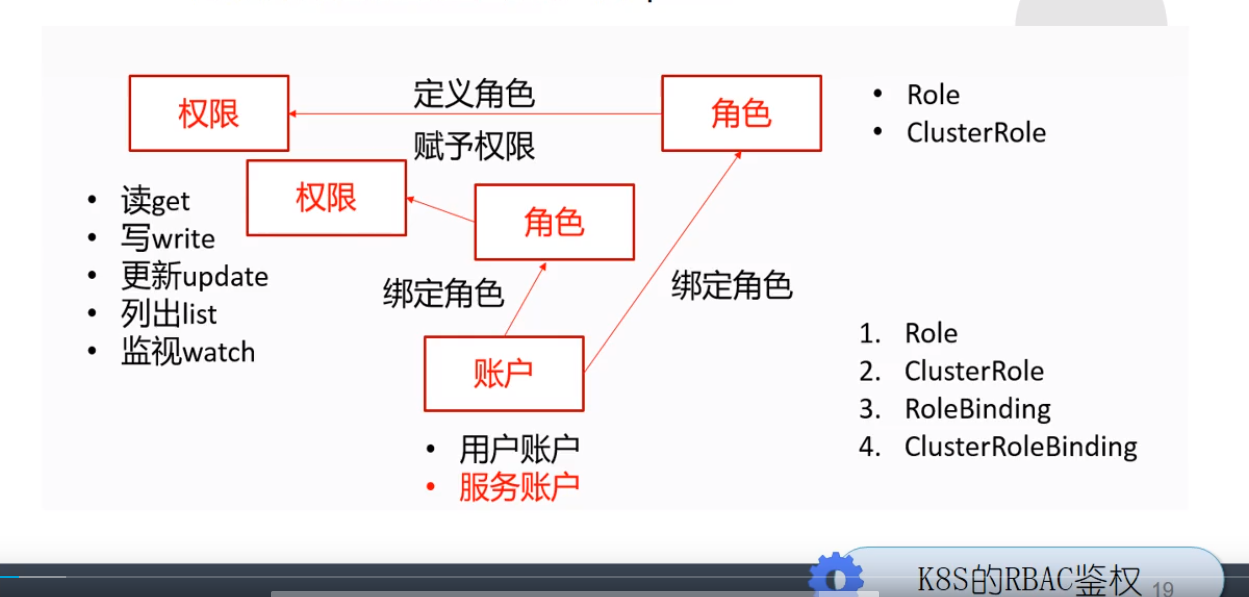 权限
定义角色
赋予权限
角色
• Role
• ClusterRole
权限
角色
• 读get
• 写write
• 更新update
• 列出list
• 监视watch
绑定角色
绑定角色
账户
• 用户账户
• 服务账户
1. Role
2. ClusterRole
3. RoleBinding
4. ClusterRoleBinding
K8S的RBAC鉴权
19